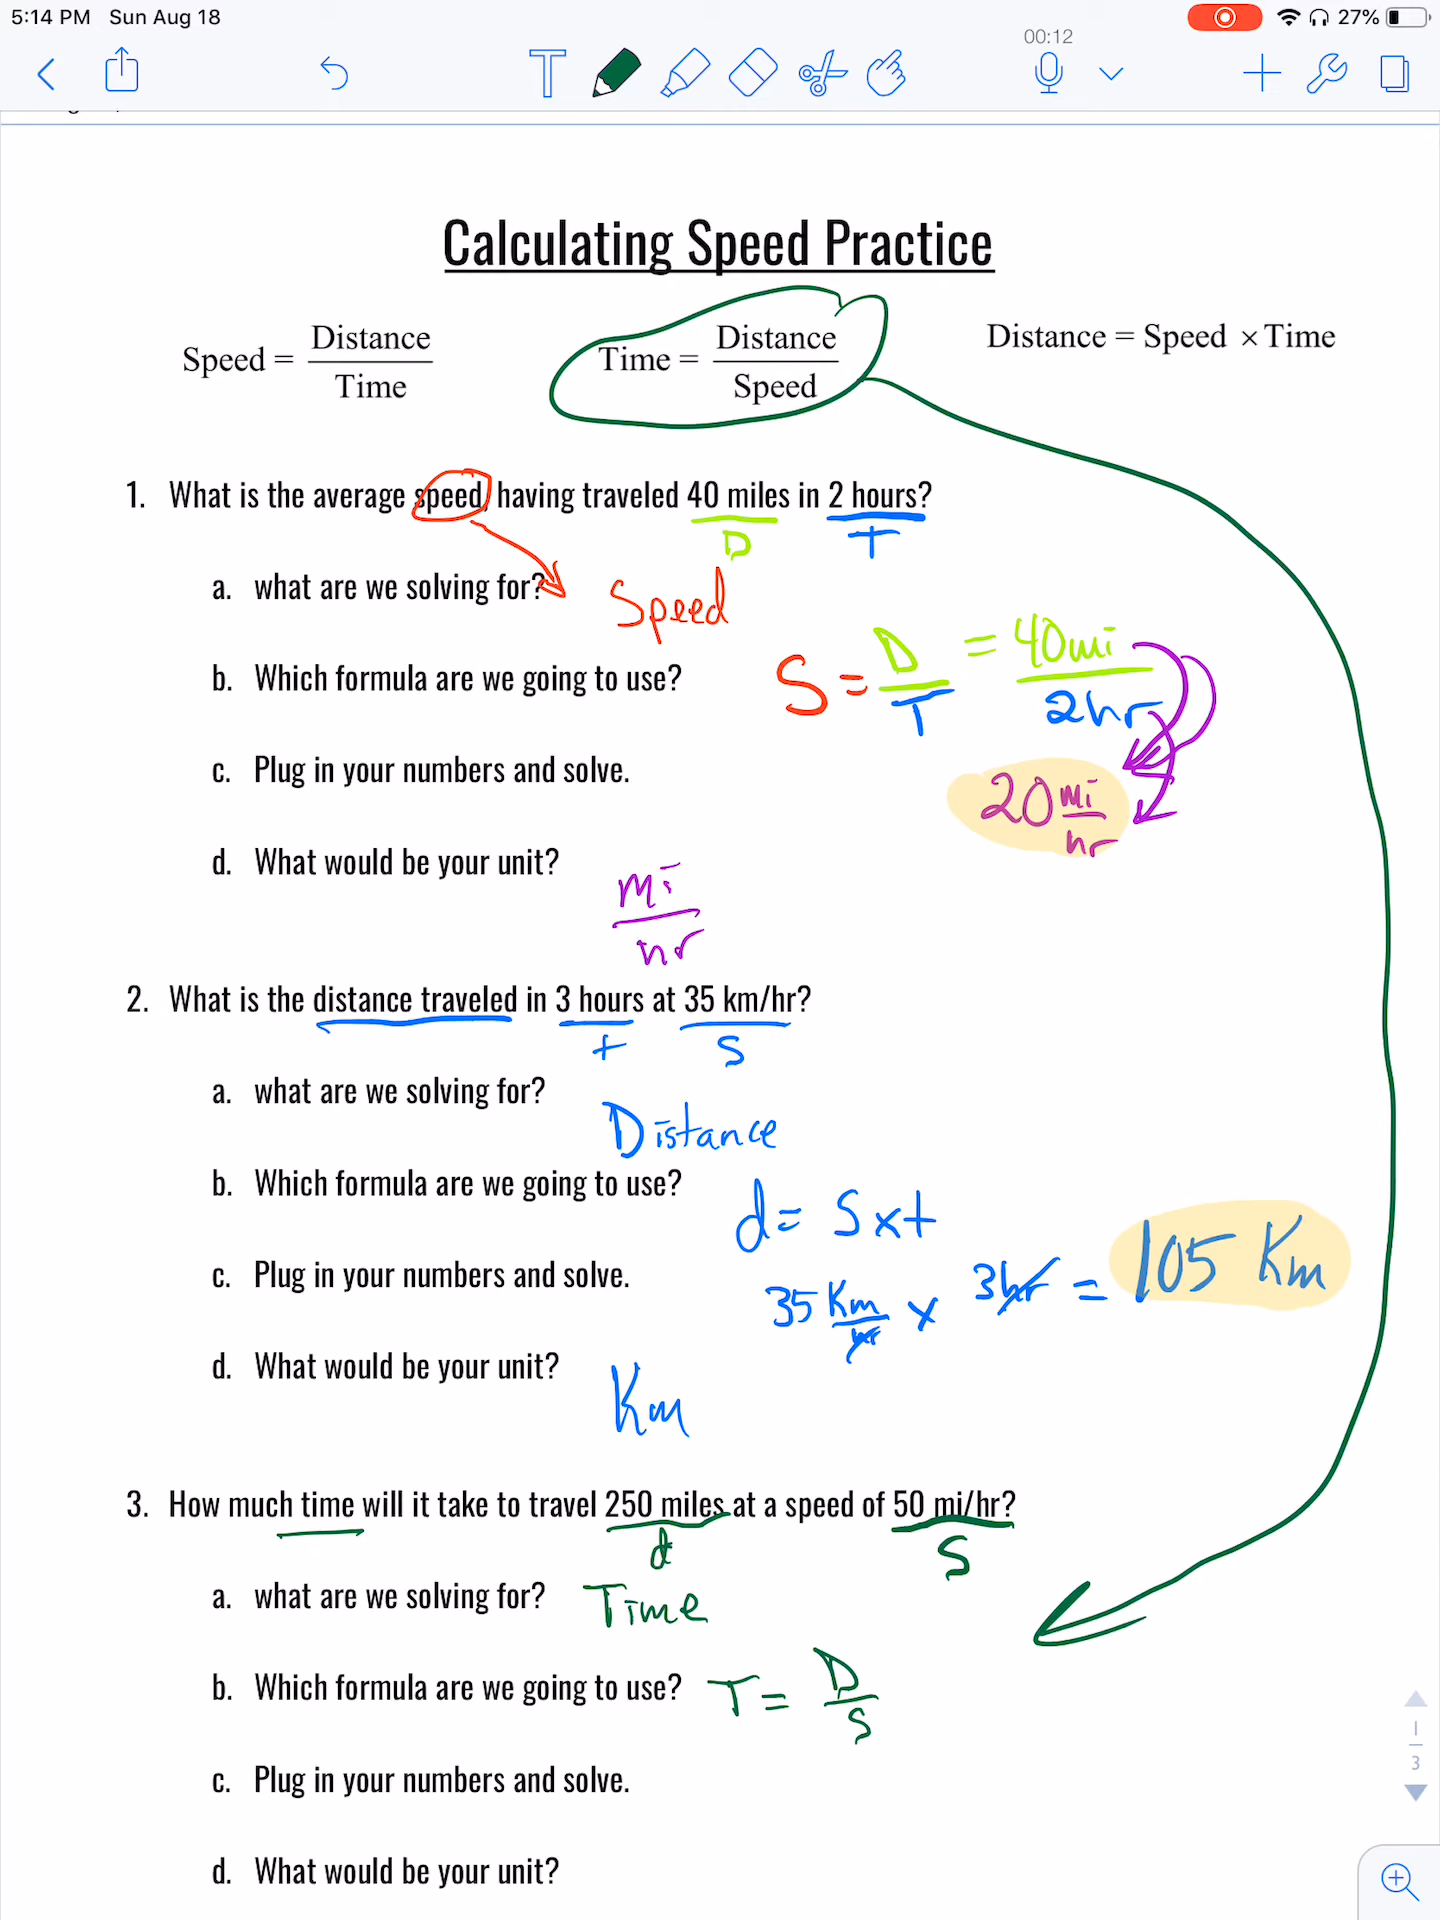 5:14 PM Sun Aug 18 27%
00:12
Calculating Speed Practice
Speed = Distance / Time
Time = Distance / Speed
Distance = Speed × Time
1. What is the average speed, having traveled 40 miles in 2 hours?
D T
a. what are we solving for? Speed
b. Which formula are we going to use? S = D/T = 40mi/2hr
c. Plug in your numbers and solve. 20 mi/hr
d. What would be your unit? mi/hr
2. What is the distance traveled in 3 hours at 35 km/hr?
t S
a. what are we solving for? Distance
b. Which formula are we going to use? d = S x t
c. Plug in your numbers and solve. 35 Km/hr x 3hr = 105 Km
d. What would be your unit? Km
3. How much time will it take to travel 250 miles at a speed of 50 mi/hr?
d S
a. what are we solving for? Time
b. Which formula are we going to use? T = D/S
c. Plug in your numbers and solve.
d. What would be your unit?
1
3